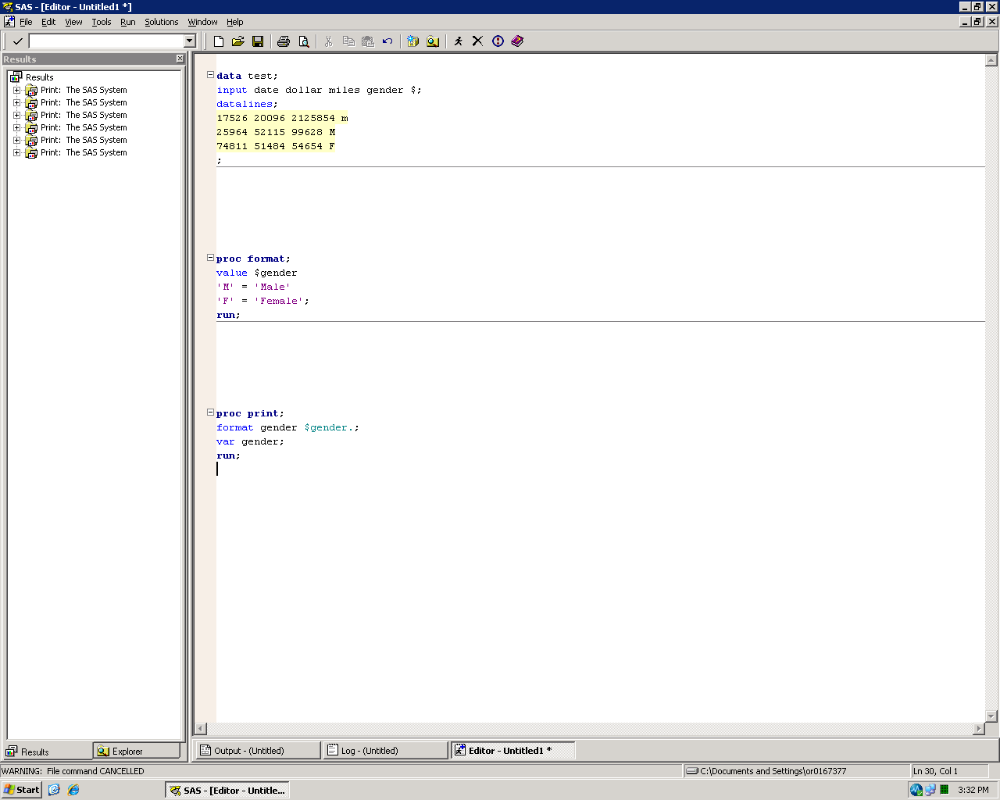 SAS - [Editor - Untitled1 *]
File Edit View Tools Run Solutions Window Help
Results
Results
Print: The SAS System
Print: The SAS System
Print: The SAS System
Print: The SAS System
Print: The SAS System
Print: The SAS System
data test;
input date dollar miles gender $;
datalines;
17526 20096 2125854 m
25964 52115 99628 M
74811 51484 54654 F
;
proc format;
value $gender
'M' = 'Male'
'F' = 'Female';
run;
proc print;
format gender $gender.;
var gender;
run;
Results Explorer
Output - (Untitled) Log - (Untitled) Editor - Untitled1 *
WARNING: File command CANCELLED C:\Documents and Settings\or0167377 Ln 30, Col 1
Start SAS - [Editor - Untitle... 3:32 PM